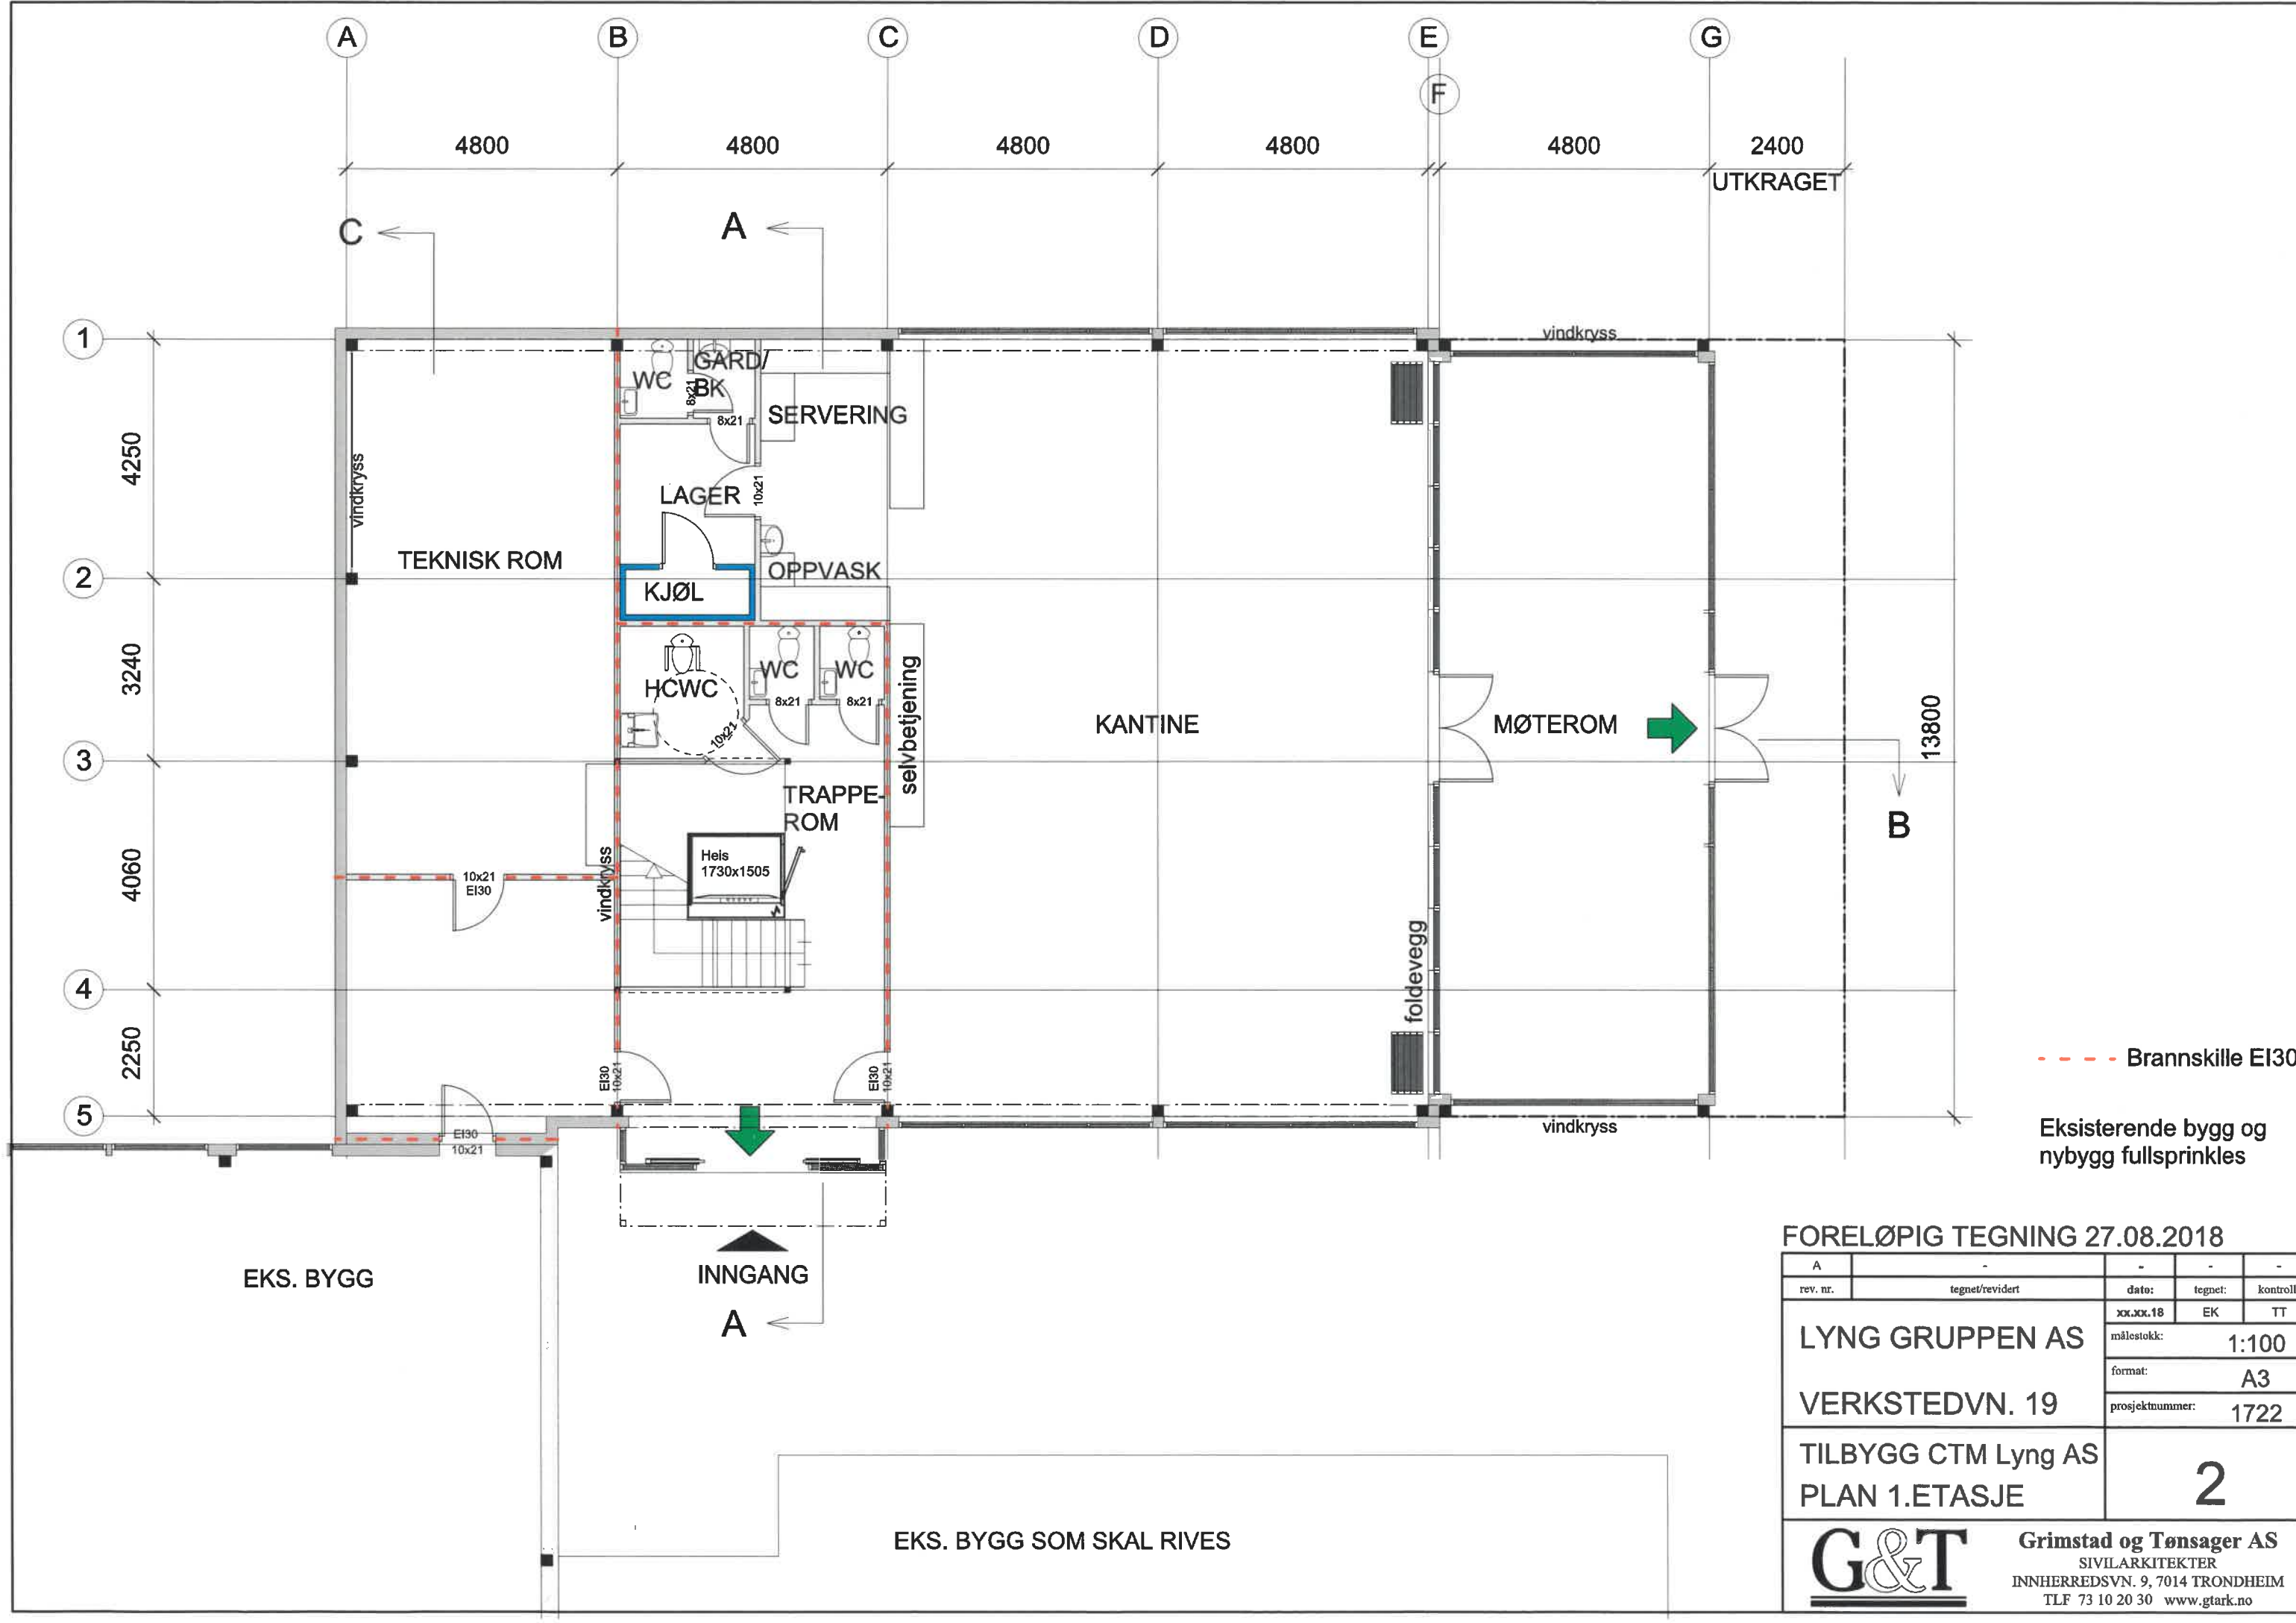 A
B
C
D
E
G
F
4800
4800
4800
4800
4800
2400
UTKRAGET
C
A
1
vindkryss
WC
GARD/
BK
8x21
8x21
SERVERING
4250
vindkryss
LAGER
10x21
TEKNISK ROM
2
KJØL
OPPVASK
3240
HCWC
WC
WC
8x21
8x21
10x21
selvbetjening
KANTINE
MØTEROM
13800
3
TRAPPE-
ROM
B
Heis
1730x1505
4060
10x21
EI30
vindkryss
foldevegg
4
2250
EI30
10x21
EI30
10x21
Brannskille EI30
5
EI30
10x21
vindkryss
Eksisterende bygg og
nybygg fullsprinkles
INNGANG
EKS. BYGG
A
EKS. BYGG SOM SKAL RIVES
FORELØPIG TEGNING 27.08.2018
A - - - -
rev. nr. tegnet/revidert dato: tegnet: kontroll
xx.xx.18 EK TT
LYNG GRUPPEN AS
målestokk: 1:100
format: A3
VERKSTEDVN. 19
prosjektnummer: 1722
TILBYGG CTM Lyng AS
PLAN 1.ETASJE
2
G&T
Grimstad og Tønsager AS
SIVILARKITEKTER
INNHERREDSVN. 9, 7014 TRONDHEIM
TLF 73 10 20 30 www.gtark.no